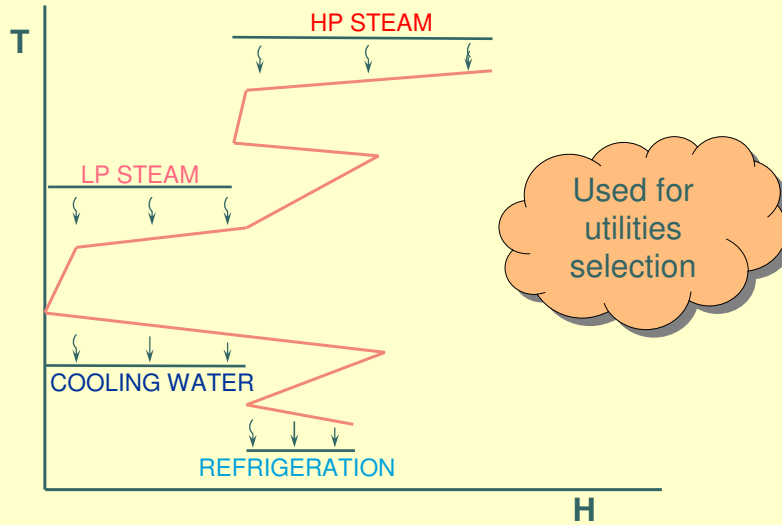 T
HP STEAM
LP STEAM
Used for
utilities
selection
COOLING WATER
REFRIGERATION
H